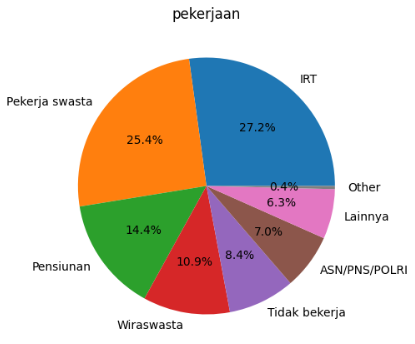 pekerjaan
IRT
27.2%
Pekerja swasta
25.4%
Pensiunan
14.4%
Wiraswasta
10.9%
Tidak bekerja
8.4%
ASN/PNS/POLRI
7.0%
Lainnya
6.3%
Other
0.4%